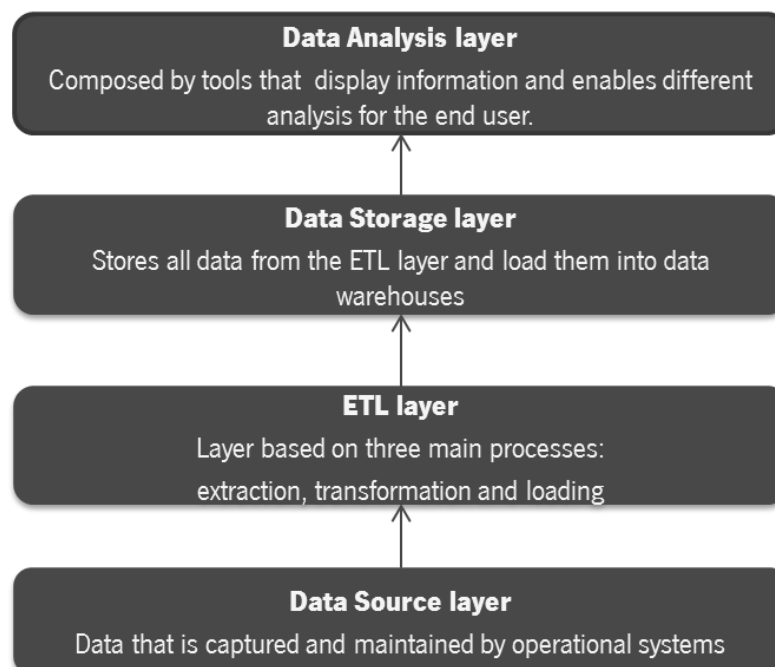 Data Analysis layer
Composed by tools that display information and enables different
analysis for the end user.
Data Storage layer
Stores all data from the ETL layer and load them into data
warehouses
ETL layer
Layer based on three main processes:
extraction, transformation and loading
Data Source layer
Data that is captured and maintained by operational systems